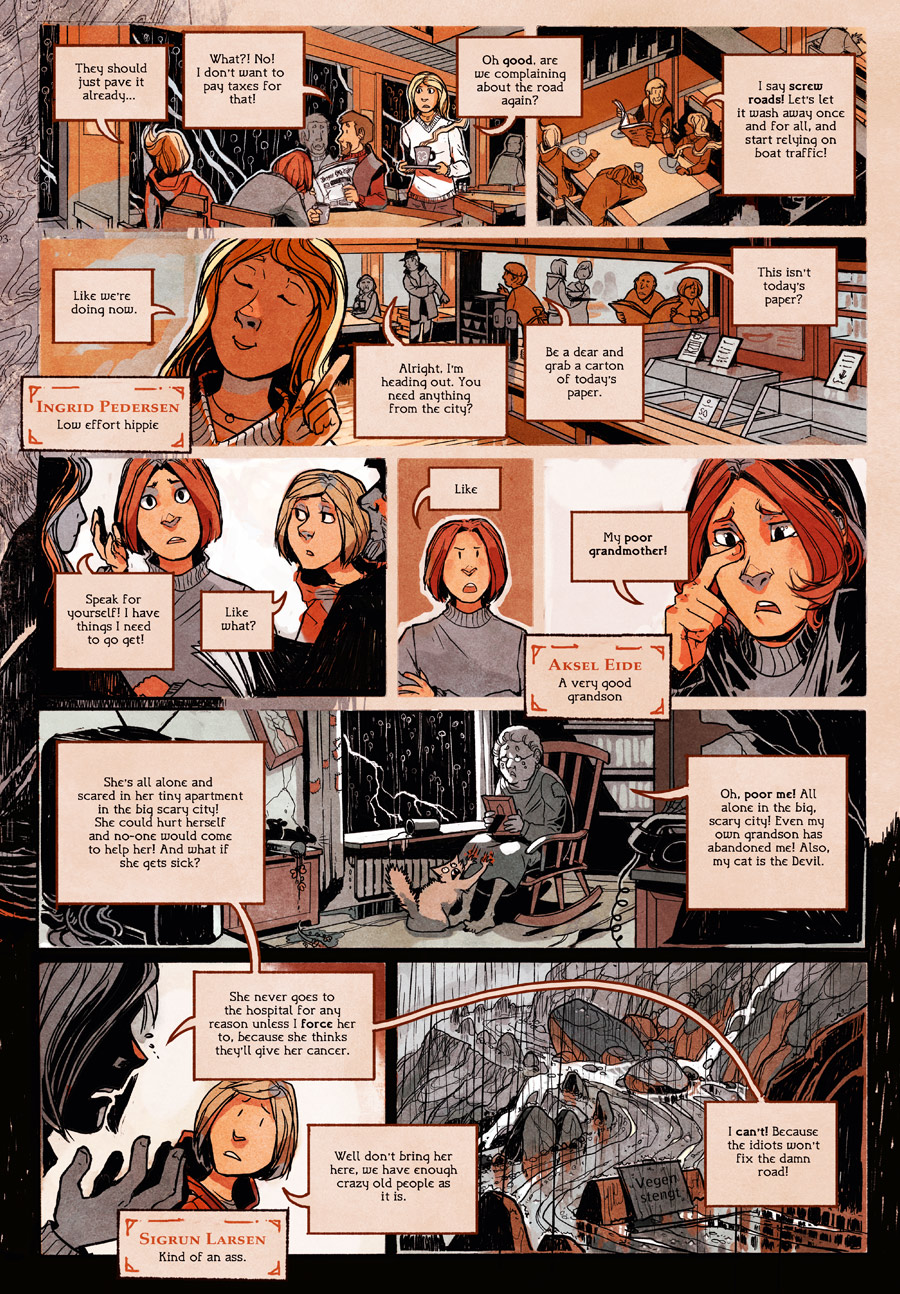 They should
just pave it
already...
What?! No!
I don't want to
pay taxes for
that!
Oh good, are
we complaining
about the road
again?
I say screw
roads! Let's let
it wash away once
and for all, and
start relying on
boat traffic!
Like we're
doing now.
INGRID PEDERSEN
Low effort hippie
Alright, I'm
heading out. You
need anything
from the city?
Be a dear and
grab a carton
of today's
paper.
This isn't
today's
paper?
Speak for
yourself! I have
things I need
to go get!
Like
what?
Like
My poor
grandmother!
AKSEL EIDE
A very good
grandson
She's all alone and
scared in her tiny apartment
in the big scary city!
She could hurt herself
and no-one would come
to help her! And what if
she gets sick?
Oh, poor me! All
alone in the big,
scary city! Even my
own grandson has
abandoned me! Also,
my cat is the Devil.
She never goes to
the hospital for any
reason unless I force her
to, because she thinks
they'll give her cancer.
Well don't bring her
here, we have enough
crazy old people as
it is.
SIGRUN LARSEN
Kind of an ass.
I can't! Because
the idiots won't
fix the damn
road!
Vegen
stengt